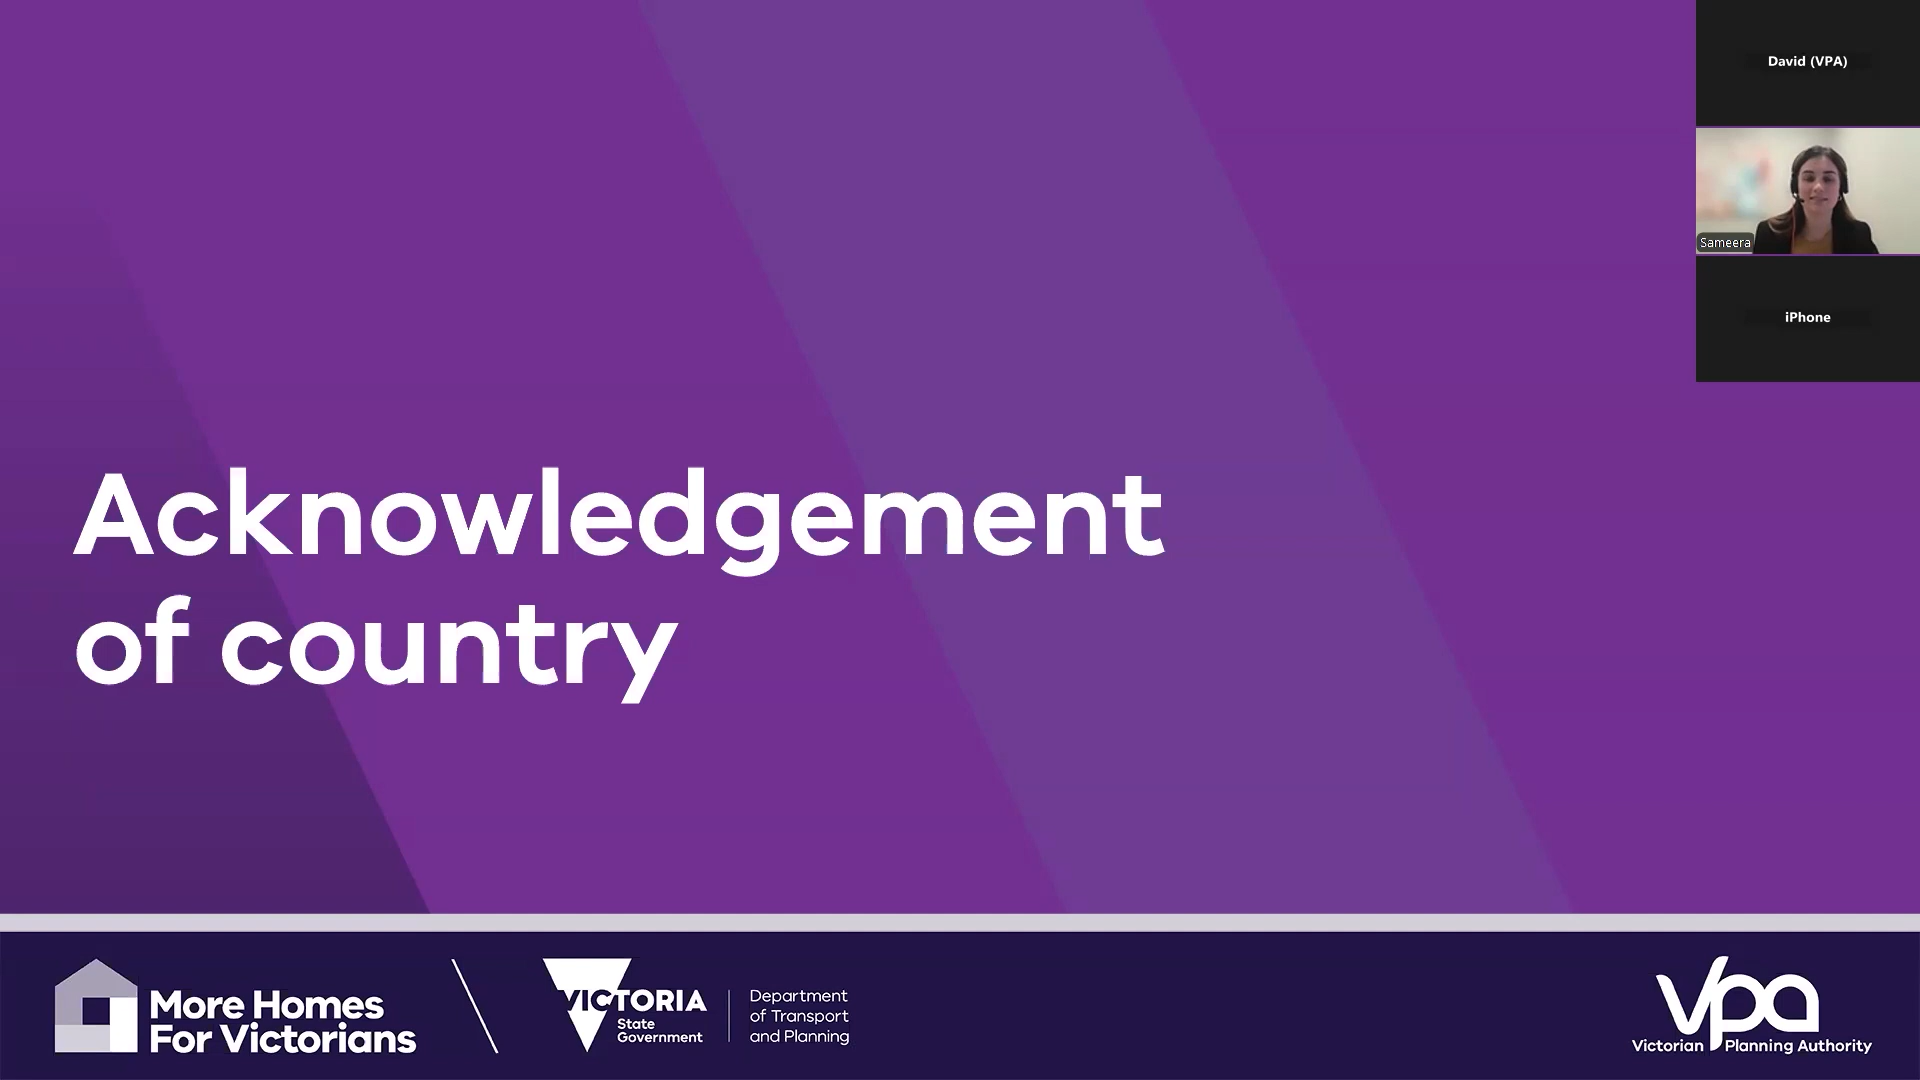 David (VPA)
Sameera
iPhone
Acknowledgement
of country
More Homes
For Victorians
VICTORIA
State
Government
Department
of Transport
and Planning
vpa
Victorian Planning Authority